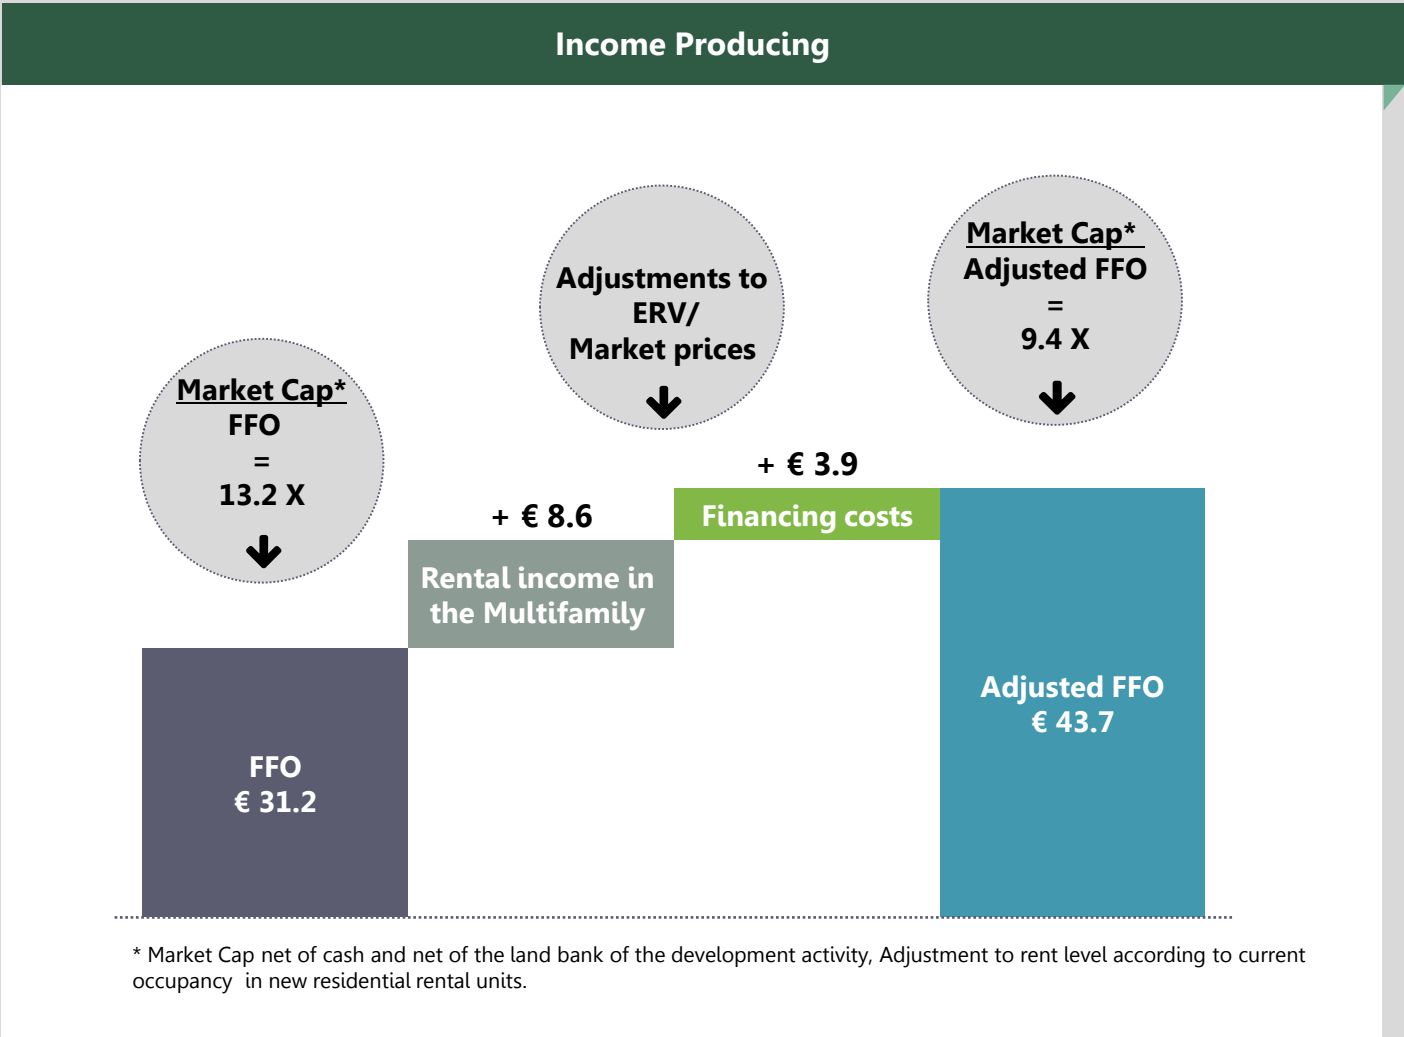 Income Producing
Market Cap*
FFO
=
13.2 X
Adjustments to
ERV/
Market prices
Market Cap*
Adjusted FFO
=
9.4 X
+ € 8.6
+ € 3.9
Rental income in
the Multifamily
Financing costs
FFO
€ 31.2
Adjusted FFO
€ 43.7
* Market Cap net of cash and net of the land bank of the development activity, Adjustment to rent level according to current
occupancy  in new residential rental units.